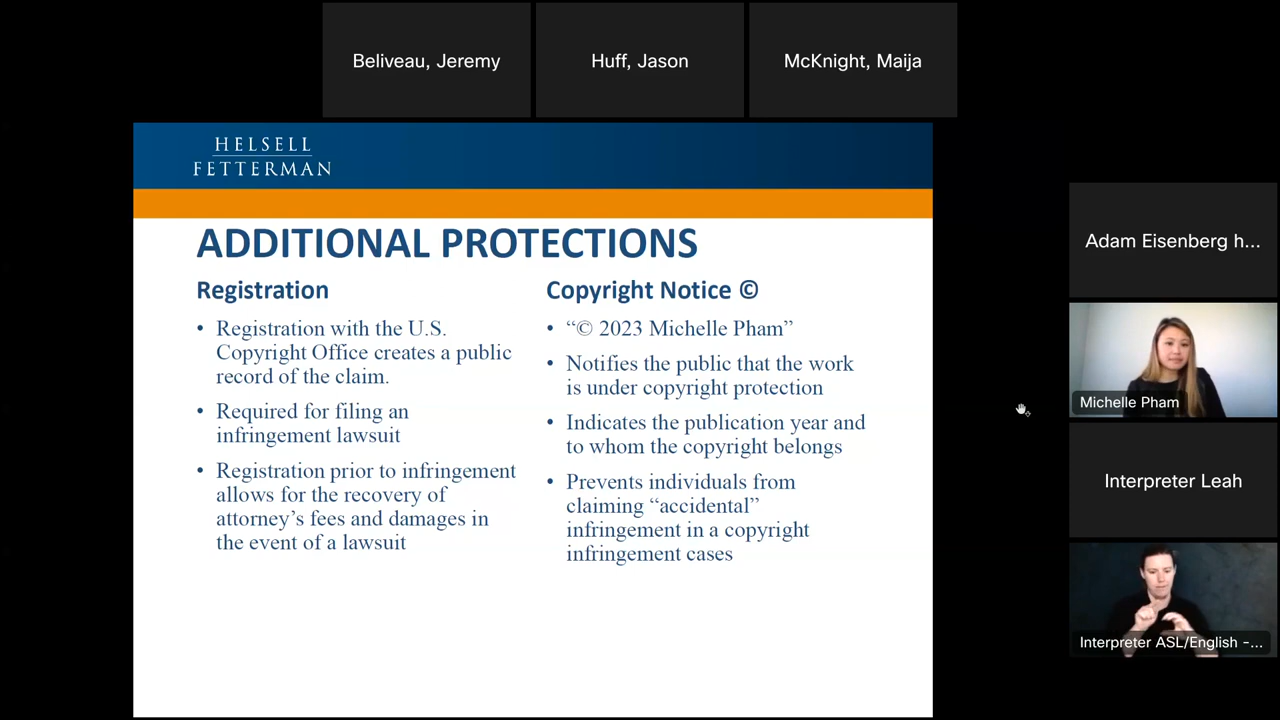 Beliveau, Jeremy
Huff, Jason
McKnight, Maija
HELSELL
FETTERMAN
ADDITIONAL PROTECTIONS
Registration
• Registration with the U.S.
Copyright Office creates a public
record of the claim.
• Required for filing an
infringement lawsuit
• Registration prior to infringement
allows for the recovery of
attorney’s fees and damages in
the event of a lawsuit
Copyright Notice ©
• “© 2023 Michelle Pham”
• Notifies the public that the work
is under copyright protection
• Indicates the publication year and
to whom the copyright belongs
• Prevents individuals from
claiming “accidental”
infringement in a copyright
infringement cases
Adam Eisenberg h...
Michelle Pham
Interpreter Leah
Interpreter ASL/English -...